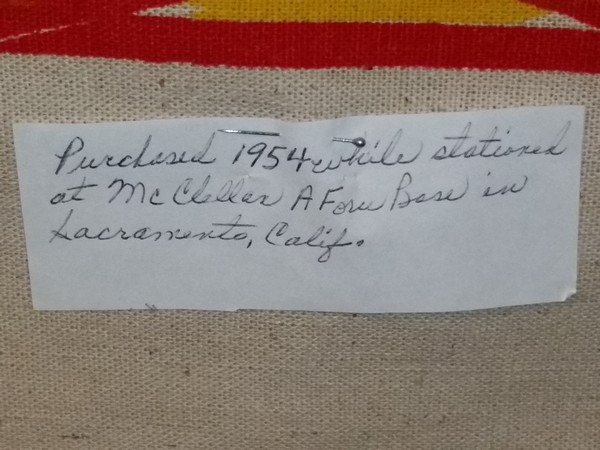 Purchased 1954 while stationed
at McClellan A Force Base in
Sacramento, Calif.